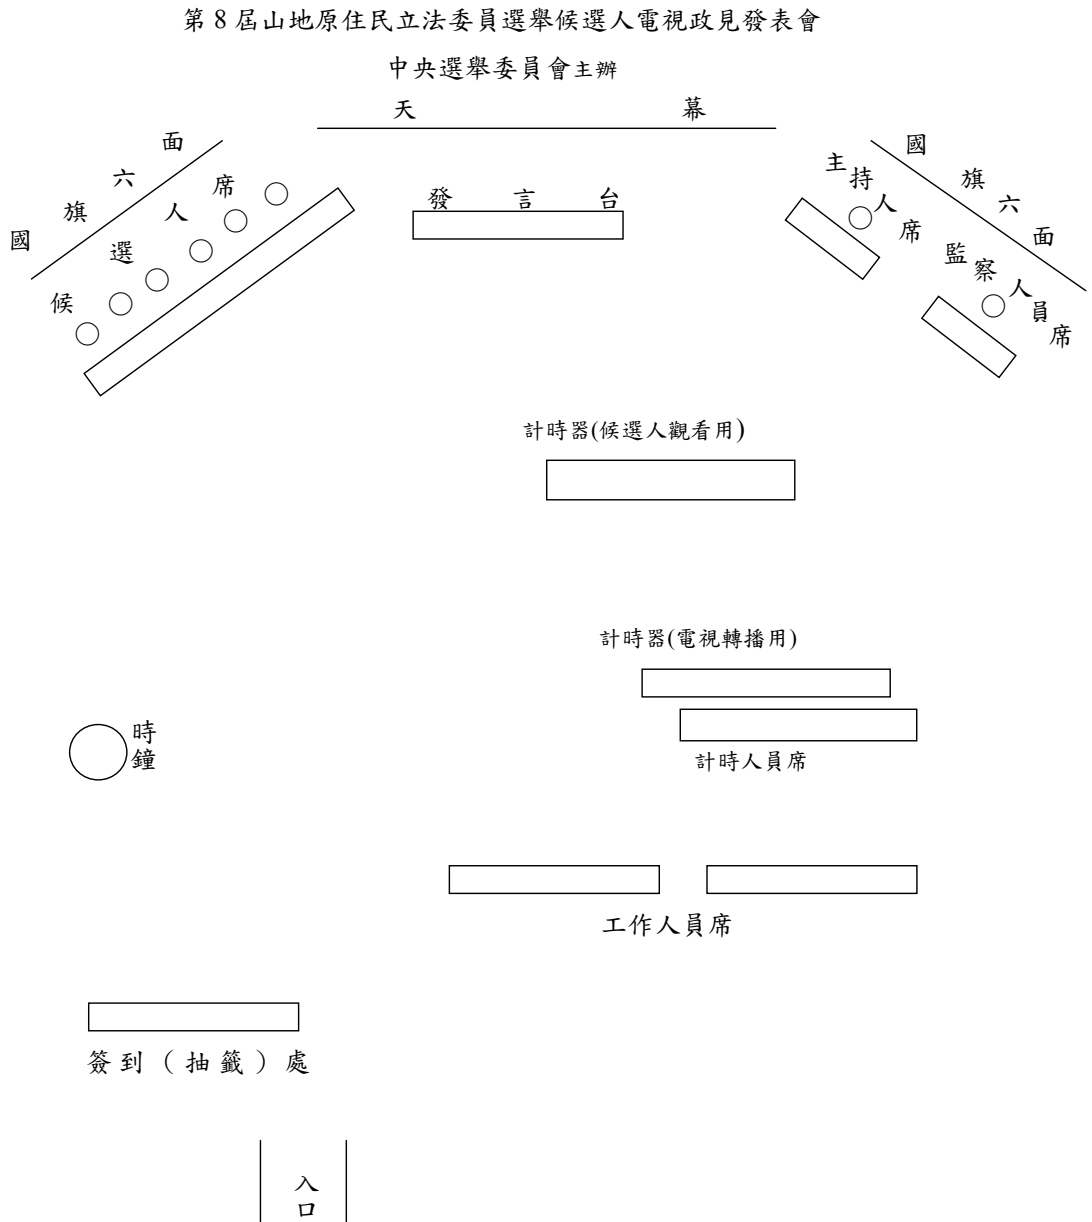 第8屆山地原住民立法委員選舉候選人電視政見發表會
中央選舉委員會主辦
天幕
國旗六面
候選人席
發言台
主持人席
國旗六面
監察人員席
計時器(候選人觀看用)
計時器(電視轉播用)
計時人員席
時鐘
工作人員席
簽到（抽籤）處
入口